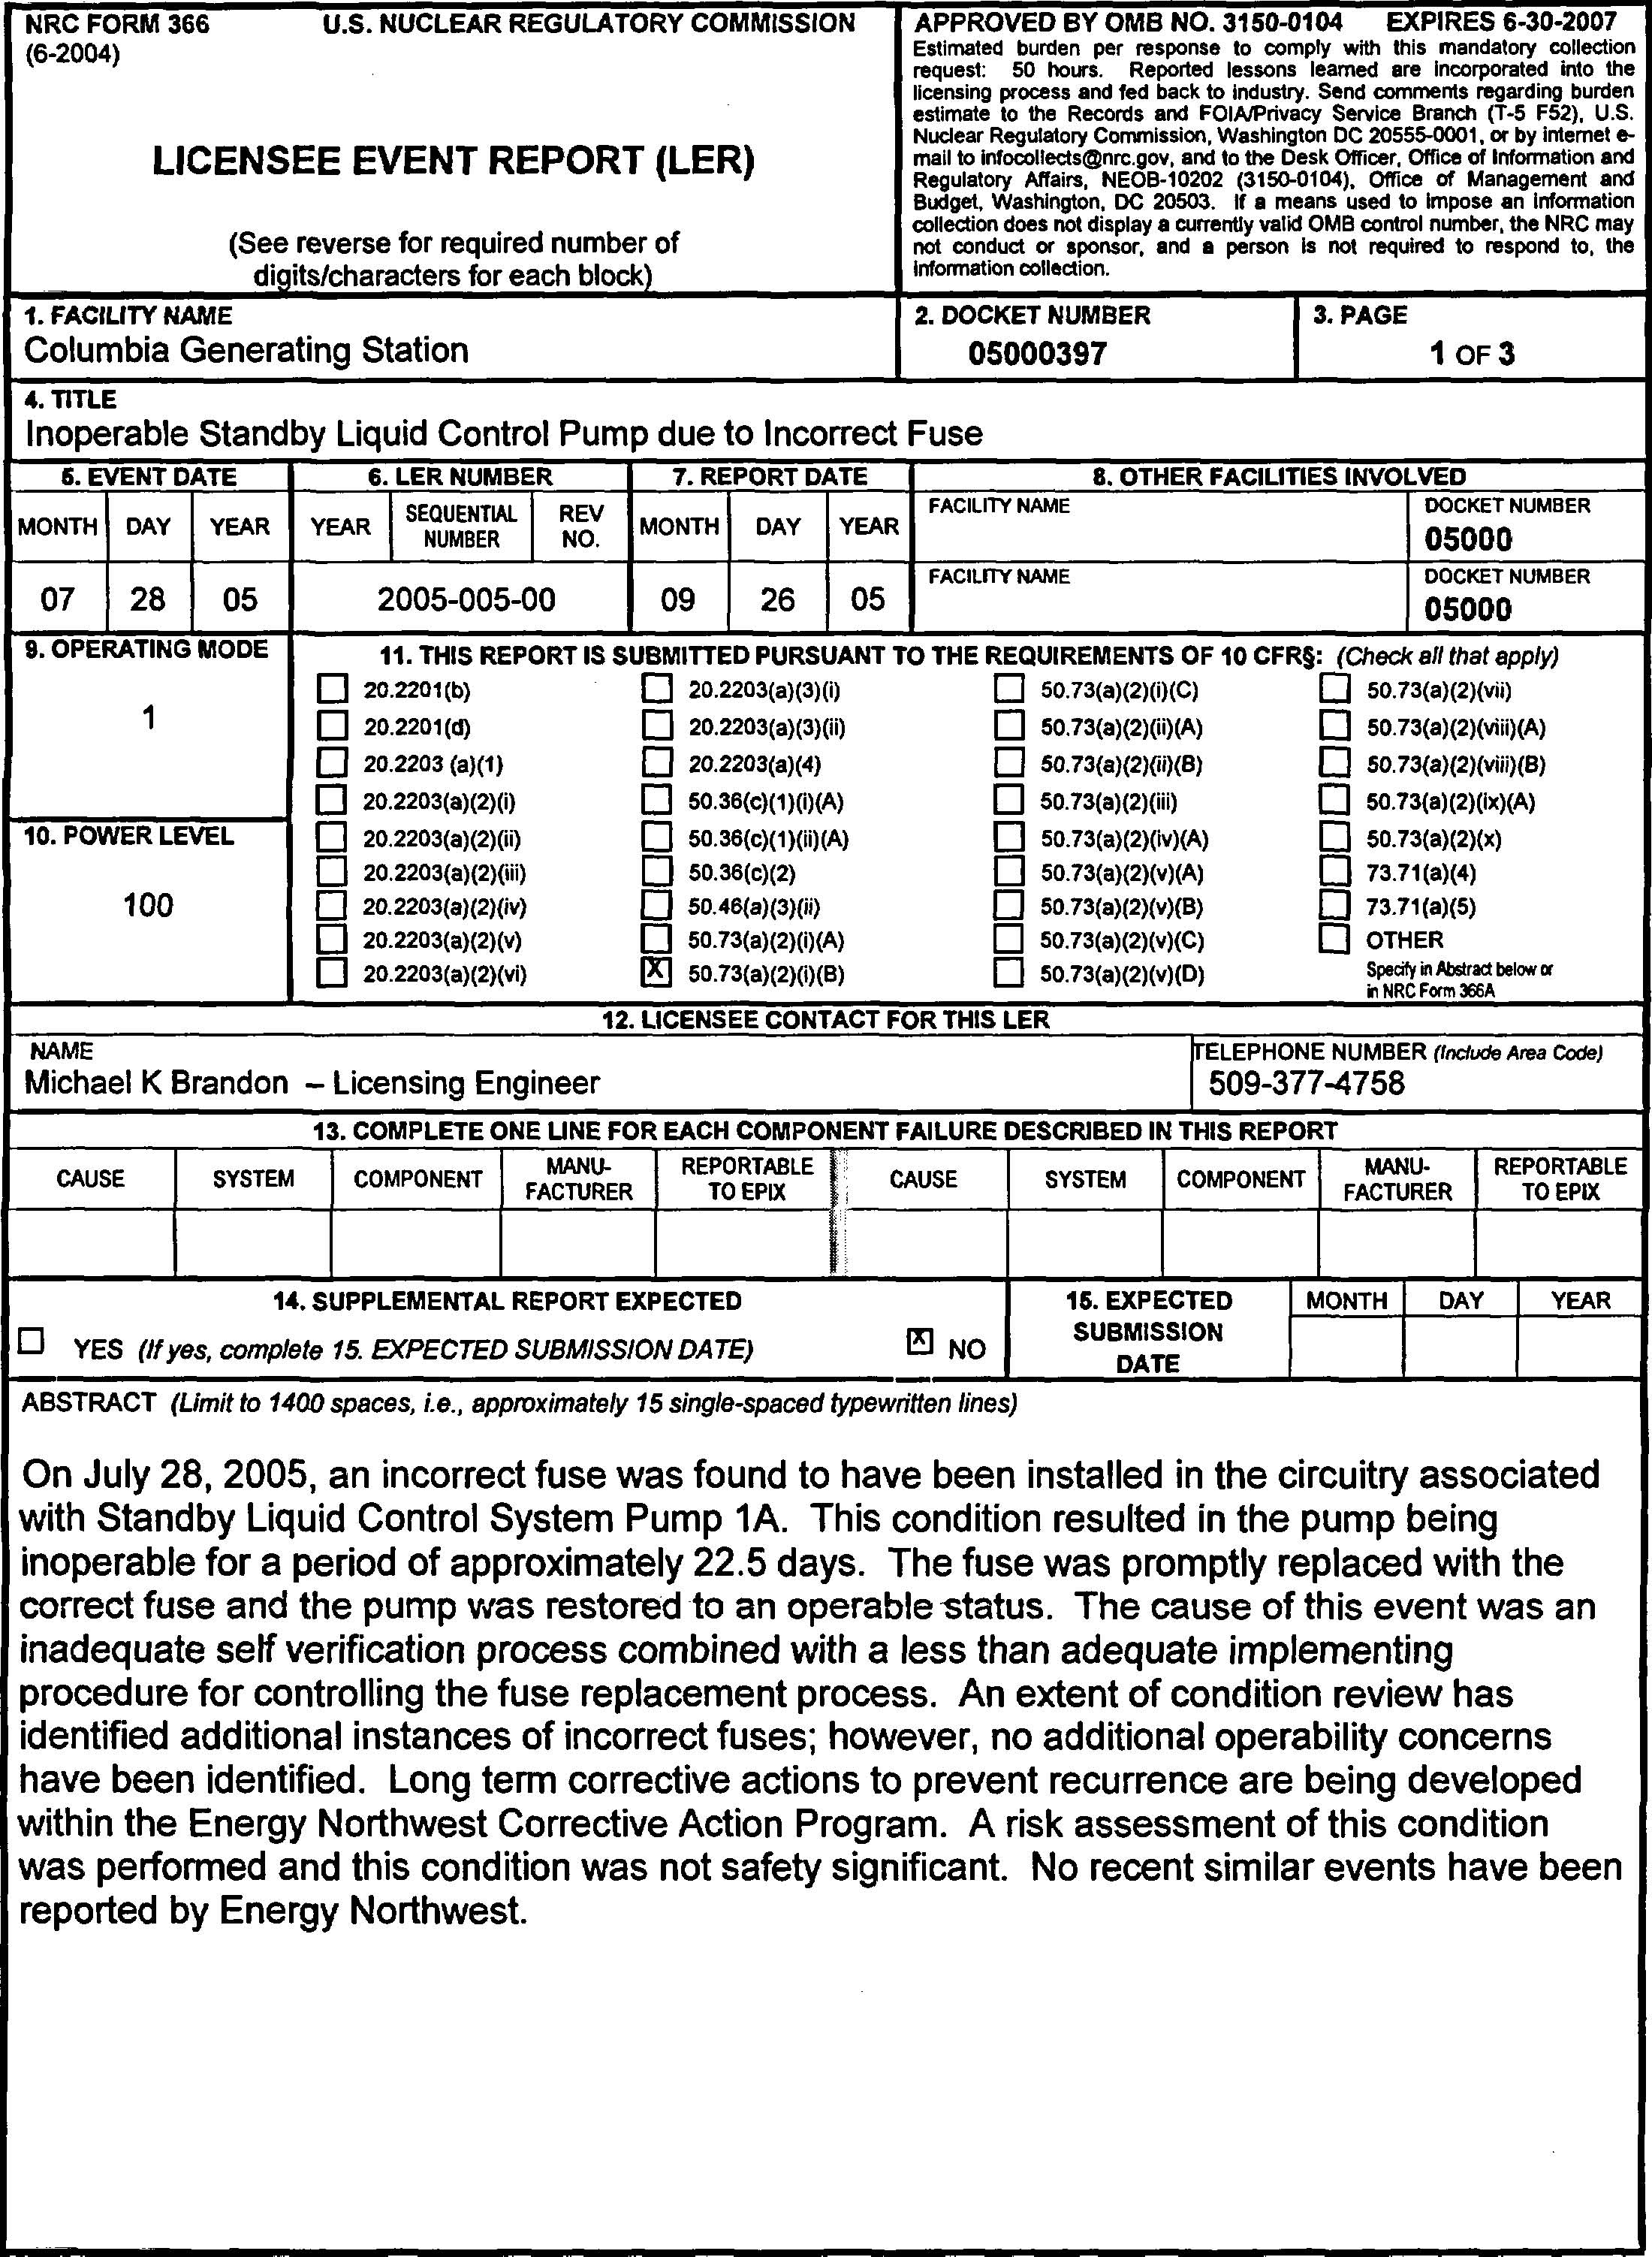 NRC FORM 366 U.S. NUCLEAR REGULATORY COMMISSION
(6-2004)
LICENSEE EVENT REPORT (LER)
(See reverse for required number of
digits/characters for each block)
APPROVED BY OMB NO. 3150-0104 EXPIRES 6-30-2007
Estimated burden per response to comply with this mandatory collection
request: 50 hours. Reported lessons learned are incorporated into the
licensing process and fed back to industry. Send comments regarding burden
estimate to the Records and FOIA/Privacy Service Branch (T-5 F52), U.S.
Nuclear Regulatory Commission, Washington DC 20555-0001, or by internet e-
mail to infocollects@nrc.gov, and to the Desk Officer, Office of Information and
Regulatory Affairs, NEOB-10202 (3150-0104), Office of Management and
Budget, Washington, DC 20503. If a means used to impose an information
collection does not display a currently valid OMB control number, the NRC may
not conduct or sponsor, and a person is not required to respond to, the
information collection.
1. FACILITY NAME
Columbia Generating Station
2. DOCKET NUMBER
05000397
3. PAGE
1 OF 3
4. TITLE
Inoperable Standby Liquid Control Pump due to Incorrect Fuse
5. EVENT DATE 6. LER NUMBER 7. REPORT DATE 8. OTHER FACILITIES INVOLVED
MONTH DAY YEAR YEAR SEQUENTIAL NUMBER REV NO. MONTH DAY YEAR
FACILITY NAME DOCKET NUMBER
05000
07 28 05 2005-005-00 09 26 05
FACILITY NAME DOCKET NUMBER
05000
9. OPERATING MODE
1
10. POWER LEVEL
100
11. THIS REPORT IS SUBMITTED PURSUANT TO THE REQUIREMENTS OF 10 CFR§: (Check all that apply)
20.2201(b) 20.2203(a)(3)(i) 50.73(a)(2)(i)(C) 50.73(a)(2)(vii)
20.2201(d) 20.2203(a)(3)(ii) 50.73(a)(2)(ii)(A) 50.73(a)(2)(viii)(A)
20.2203 (a)(1) 20.2203(a)(4) 50.73(a)(2)(ii)(B) 50.73(a)(2)(viii)(B)
20.2203(a)(2)(i) 50.36(c)(1)(i)(A) 50.73(a)(2)(iii) 50.73(a)(2)(ix)(A)
20.2203(a)(2)(ii) 50.36(c)(1)(ii)(A) 50.73(a)(2)(iv)(A) 50.73(a)(2)(x)
20.2203(a)(2)(iii) 50.36(c)(2) 50.73(a)(2)(v)(A) 73.71(a)(4)
20.2203(a)(2)(iv) 50.46(a)(3)(ii) 50.73(a)(2)(v)(B) 73.71(a)(5)
20.2203(a)(2)(v) 50.73(a)(2)(i)(A) 50.73(a)(2)(v)(C) OTHER
20.2203(a)(2)(vi) X 50.73(a)(2)(i)(B) 50.73(a)(2)(v)(D) Specify in Abstract below or
in NRC Form 366A
12. LICENSEE CONTACT FOR THIS LER
NAME TELEPHONE NUMBER (Include Area Code)
Michael K Brandon – Licensing Engineer 509-377-4758
13. COMPLETE ONE LINE FOR EACH COMPONENT FAILURE DESCRIBED IN THIS REPORT
CAUSE SYSTEM COMPONENT MANU-FACTURER REPORTABLE TO EPIX CAUSE SYSTEM COMPONENT MANU-FACTURER REPORTABLE TO EPIX
14. SUPPLEMENTAL REPORT EXPECTED
YES (If yes, complete 15. EXPECTED SUBMISSION DATE) X NO
15. EXPECTED
SUBMISSION
DATE
MONTH DAY YEAR
ABSTRACT (Limit to 1400 spaces, i.e., approximately 15 single-spaced typewritten lines)
On July 28, 2005, an incorrect fuse was found to have been installed in the circuitry associated
with Standby Liquid Control System Pump 1A. This condition resulted in the pump being
inoperable for a period of approximately 22.5 days. The fuse was promptly replaced with the
correct fuse and the pump was restored to an operable status. The cause of this event was an
inadequate self verification process combined with a less than adequate implementing
procedure for controlling the fuse replacement process. An extent of condition review has
identified additional instances of incorrect fuses; however, no additional operability concerns
have been identified. Long term corrective actions to prevent recurrence are being developed
within the Energy Northwest Corrective Action Program. A risk assessment of this condition
was performed and this condition was not safety significant. No recent similar events have been
reported by Energy Northwest.